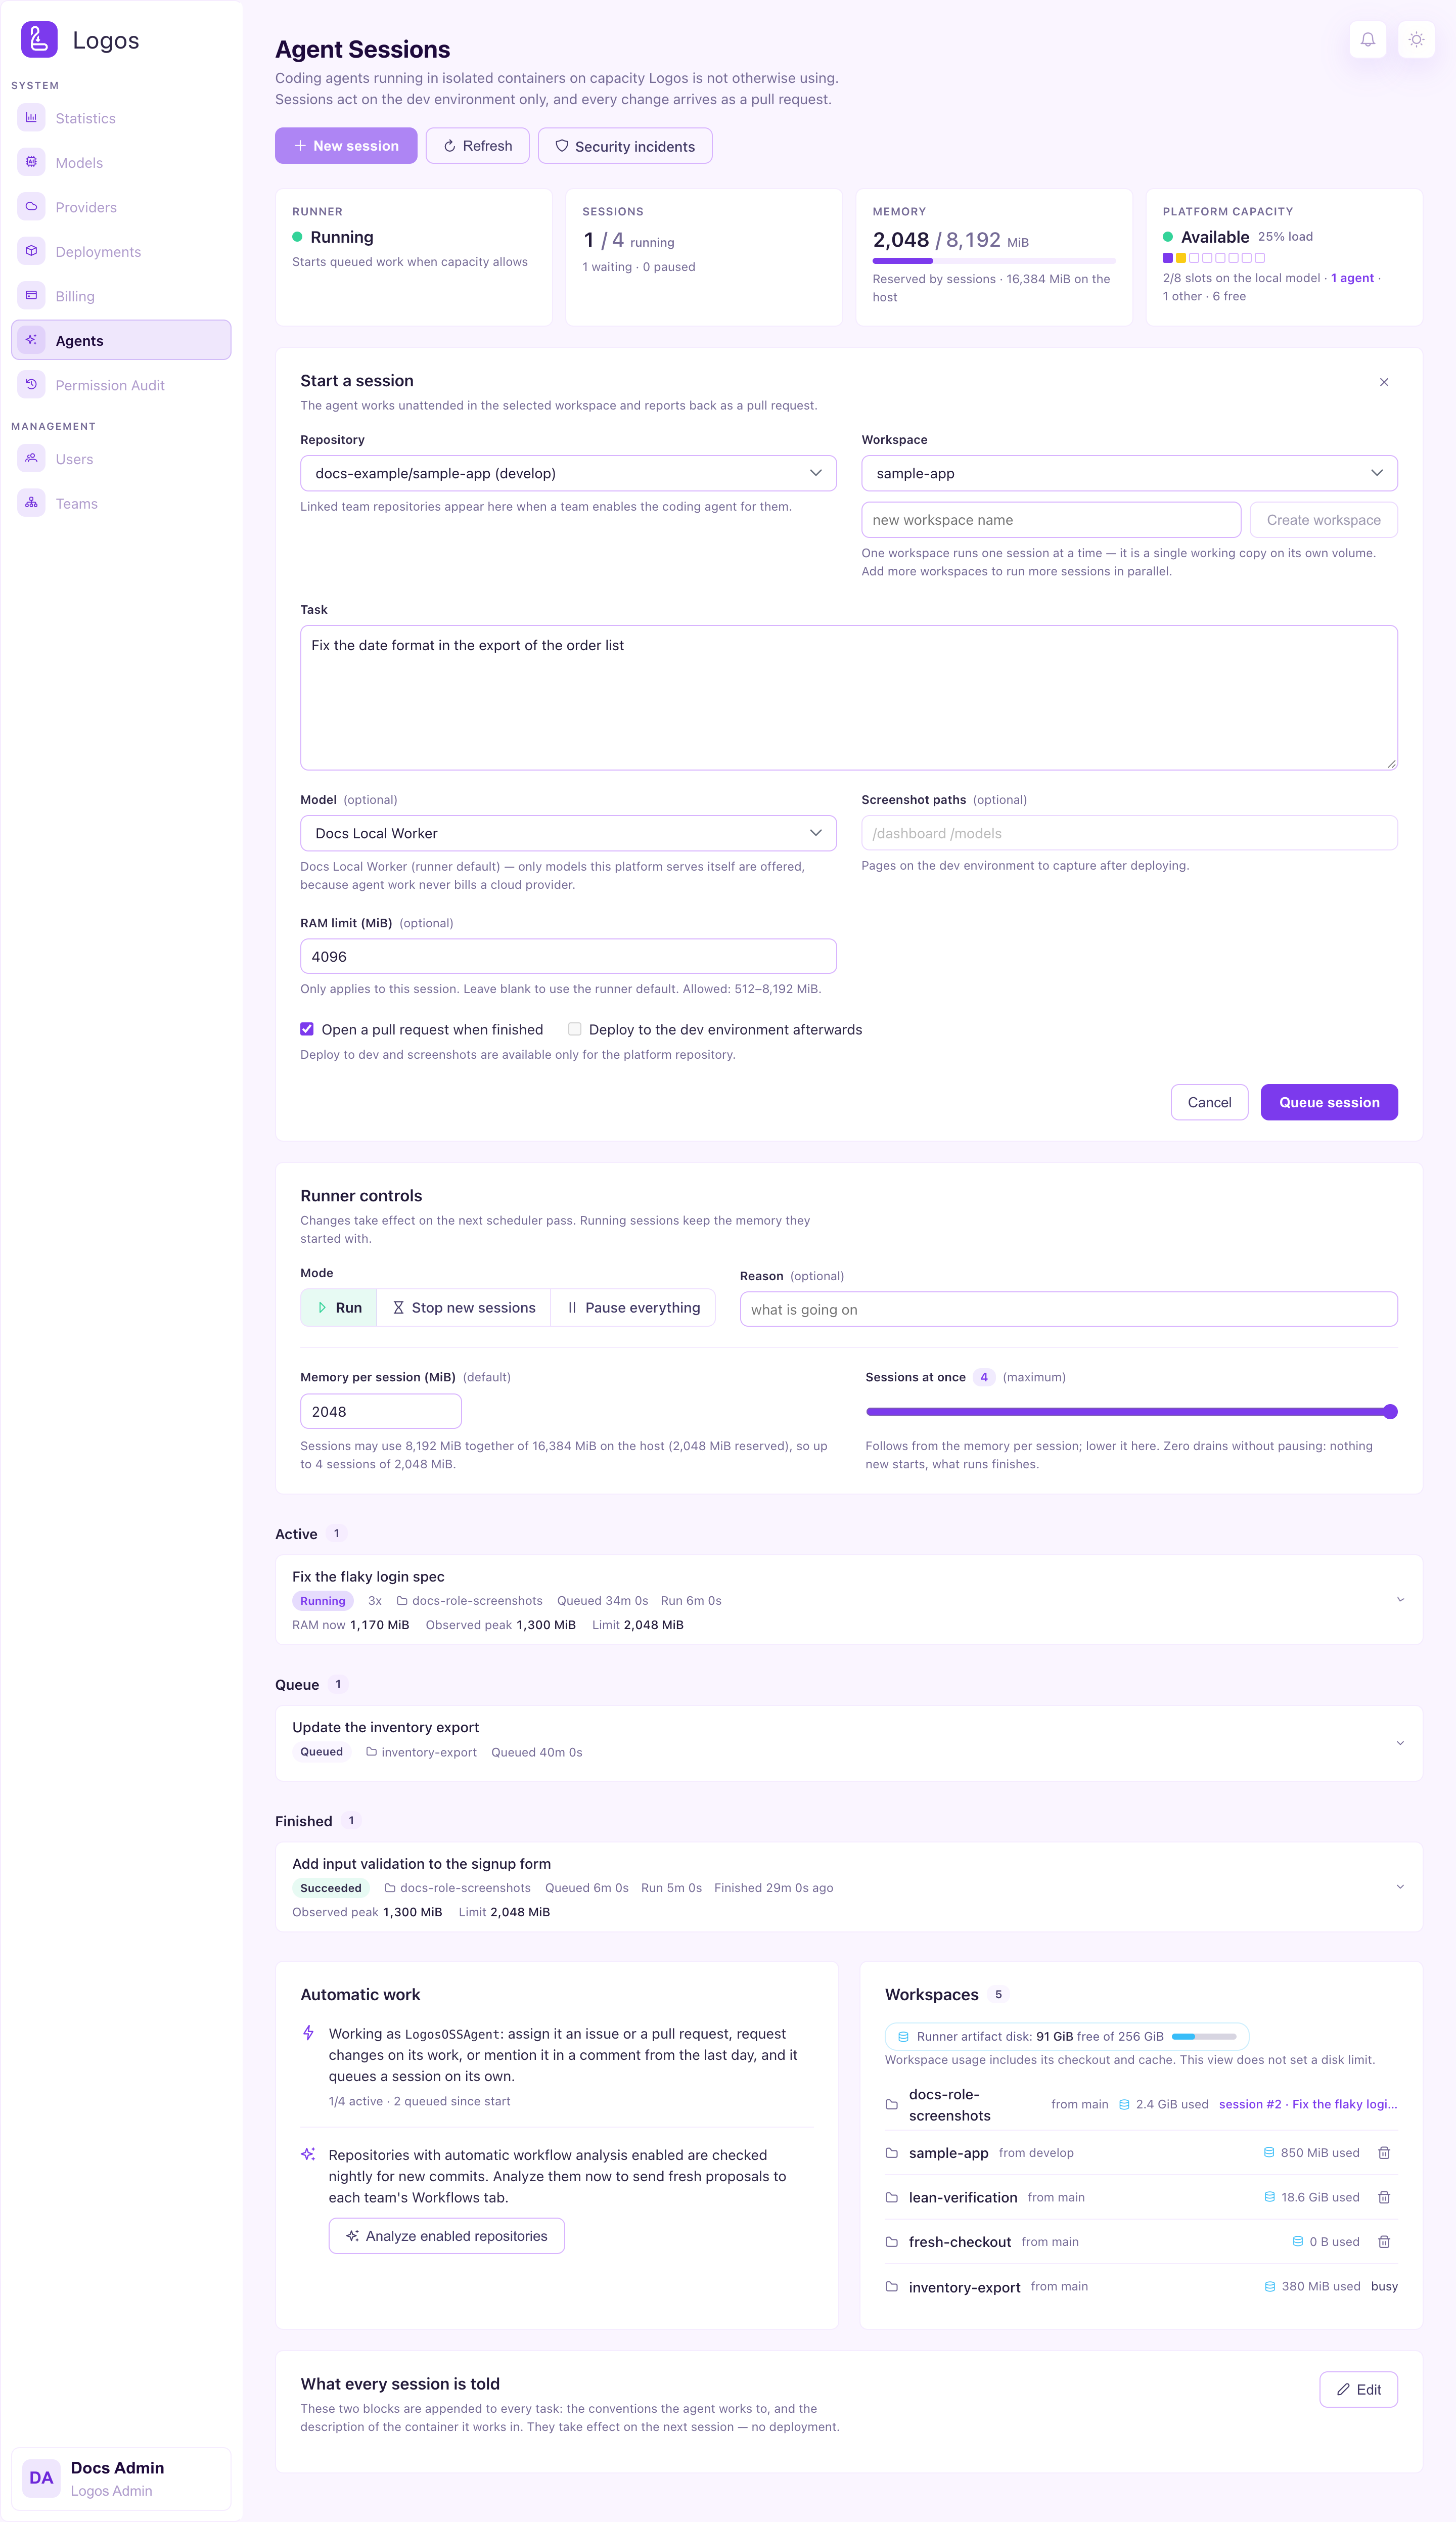 Logos
SYSTEM
Statistics
Models
Providers
Deployments
Billing
Agents
Permission Audit
MANAGEMENT
Users
Teams
DA
Docs Admin
Logos Admin
Agent Sessions
Coding agents running in isolated containers on capacity Logos is not otherwise using.
Sessions act on the dev environment only, and every change arrives as a pull request.
New session
Refresh
Security incidents
RUNNER
Running
Starts queued work when capacity allows
SESSIONS
1 / 4 running
1 waiting · 0 paused
MEMORY
2,048 / 8,192 MiB
Reserved by sessions · 16,384 MiB on the
host
PLATFORM CAPACITY
Available 25% load
2/8 slots on the local model · 1 agent ·
1 other · 6 free
Start a session
The agent works unattended in the selected workspace and reports back as a pull request.
Repository
docs-example/sample-app (develop)
Linked team repositories appear here when a team enables the coding agent for them.
Workspace
sample-app
new workspace name
Create workspace
One workspace runs one session at a time — it is a single working copy on its own volume.
Add more workspaces to run more sessions in parallel.
Task
Fix the date format in the export of the order list
Model (optional)
Docs Local Worker
Docs Local Worker (runner default) — only models this platform serves itself are offered,
because agent work never bills a cloud provider.
Screenshot paths (optional)
/dashboard /models
Pages on the dev environment to capture after deploying.
RAM limit (MiB) (optional)
4096
Only applies to this session. Leave blank to use the runner default. Allowed: 512–8,192 MiB.
Open a pull request when finished
Deploy to the dev environment afterwards
Deploy to dev and screenshots are available only for the platform repository.
Cancel
Queue session
Runner controls
Changes take effect on the next scheduler pass. Running sessions keep the memory they
started with.
Mode
Run
Stop new sessions
Pause everything
Reason (optional)
what is going on
Memory per session (MiB) (default)
2048
Sessions may use 8,192 MiB together of 16,384 MiB on the host (2,048 MiB reserved), so up
to 4 sessions of 2,048 MiB.
Sessions at once 4 (maximum)
Follows from the memory per session; lower it here. Zero drains without pausing: nothing
new starts, what runs finishes.
Active 1
Fix the flaky login spec
Running 3x docs-role-screenshots Queued 34m 0s Run 6m 0s
RAM now 1,170 MiB Observed peak 1,300 MiB Limit 2,048 MiB
Queue 1
Update the inventory export
Queued inventory-export Queued 40m 0s
Finished 1
Add input validation to the signup form
Succeeded docs-role-screenshots Queued 6m 0s Run 5m 0s Finished 29m 0s ago
Observed peak 1,300 MiB Limit 2,048 MiB
Automatic work
Working as LogosOSSAgent: assign it an issue or a pull request, request
changes on its work, or mention it in a comment from the last day, and it
queues a session on its own.
1/4 active · 2 queued since start
Repositories with automatic workflow analysis enabled are checked
nightly for new commits. Analyze them now to send fresh proposals to
each team's Workflows tab.
Analyze enabled repositories
Workspaces 5
Runner artifact disk: 91 GiB free of 256 GiB
Workspace usage includes its checkout and cache. This view does not set a disk limit.
docs-role-
screenshots
from main 2.4 GiB used session #2 · Fix the flaky logi...
sample-app from develop 850 MiB used
lean-verification from main 18.6 GiB used
fresh-checkout from main 0 B used
inventory-export from main 380 MiB used busy
What every session is told
These two blocks are appended to every task: the conventions the agent works to, and the
description of the container it works in. They take effect on the next session — no deployment.
Edit